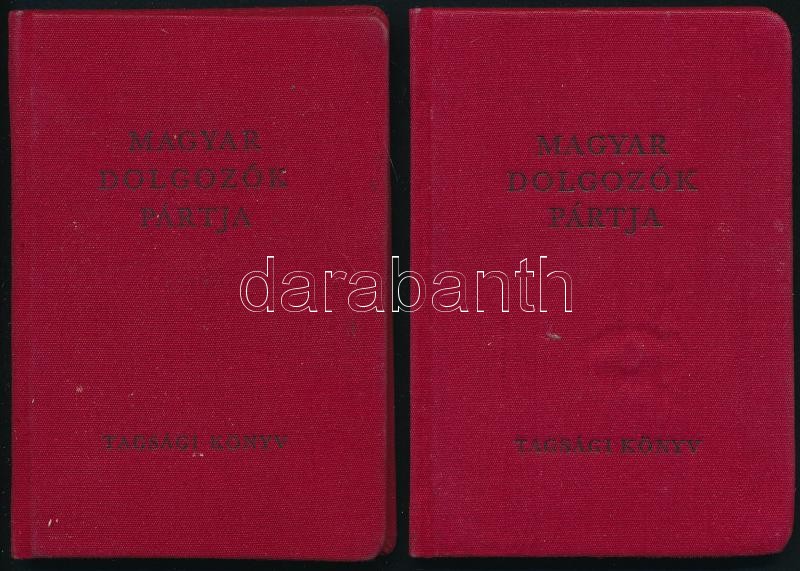 MAGYAR
DOLGOZÓK
PÁRTJA
TAGSÁGI KÖNYV
MAGYAR
DOLGOZÓK
PÁRTJA
TAGSÁGI KÖNYV
darabanth